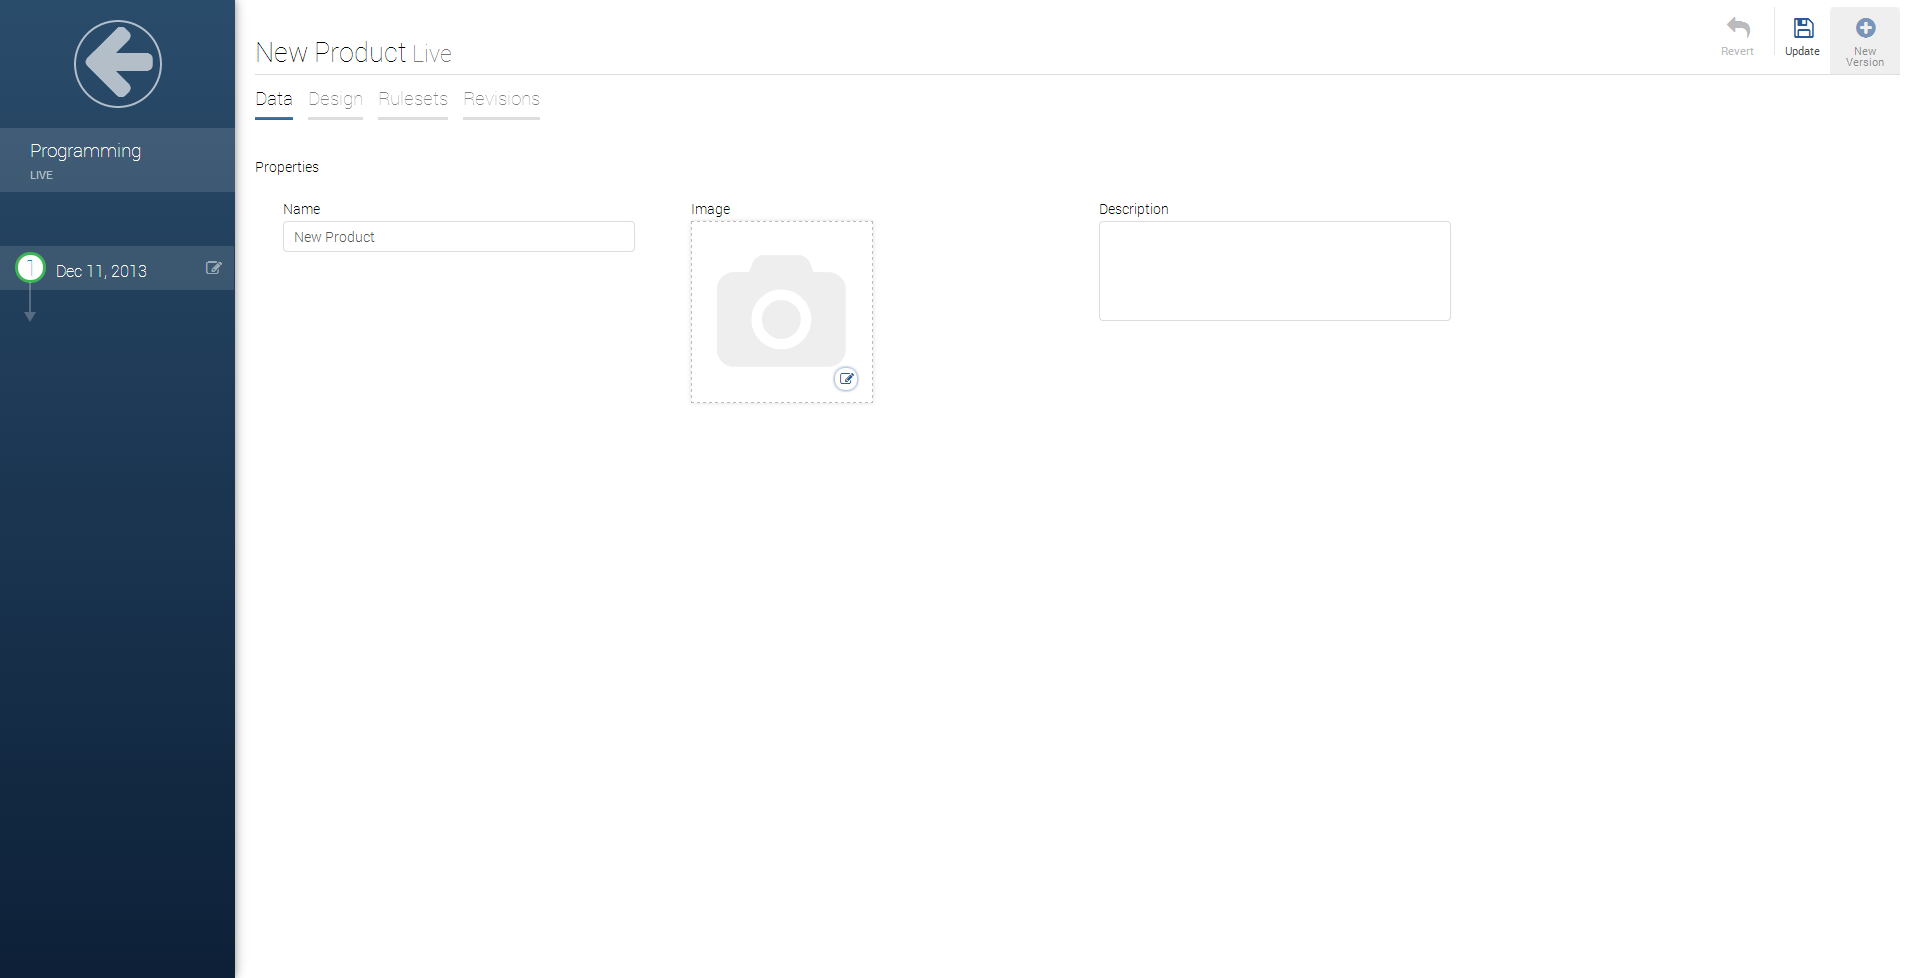 Programming
LIVE
1 Dec 11, 2013
New Product Live
Revert
Update
New
Version
Data Design Rulesets Revisions
Properties
Name
New Product
Image
Description